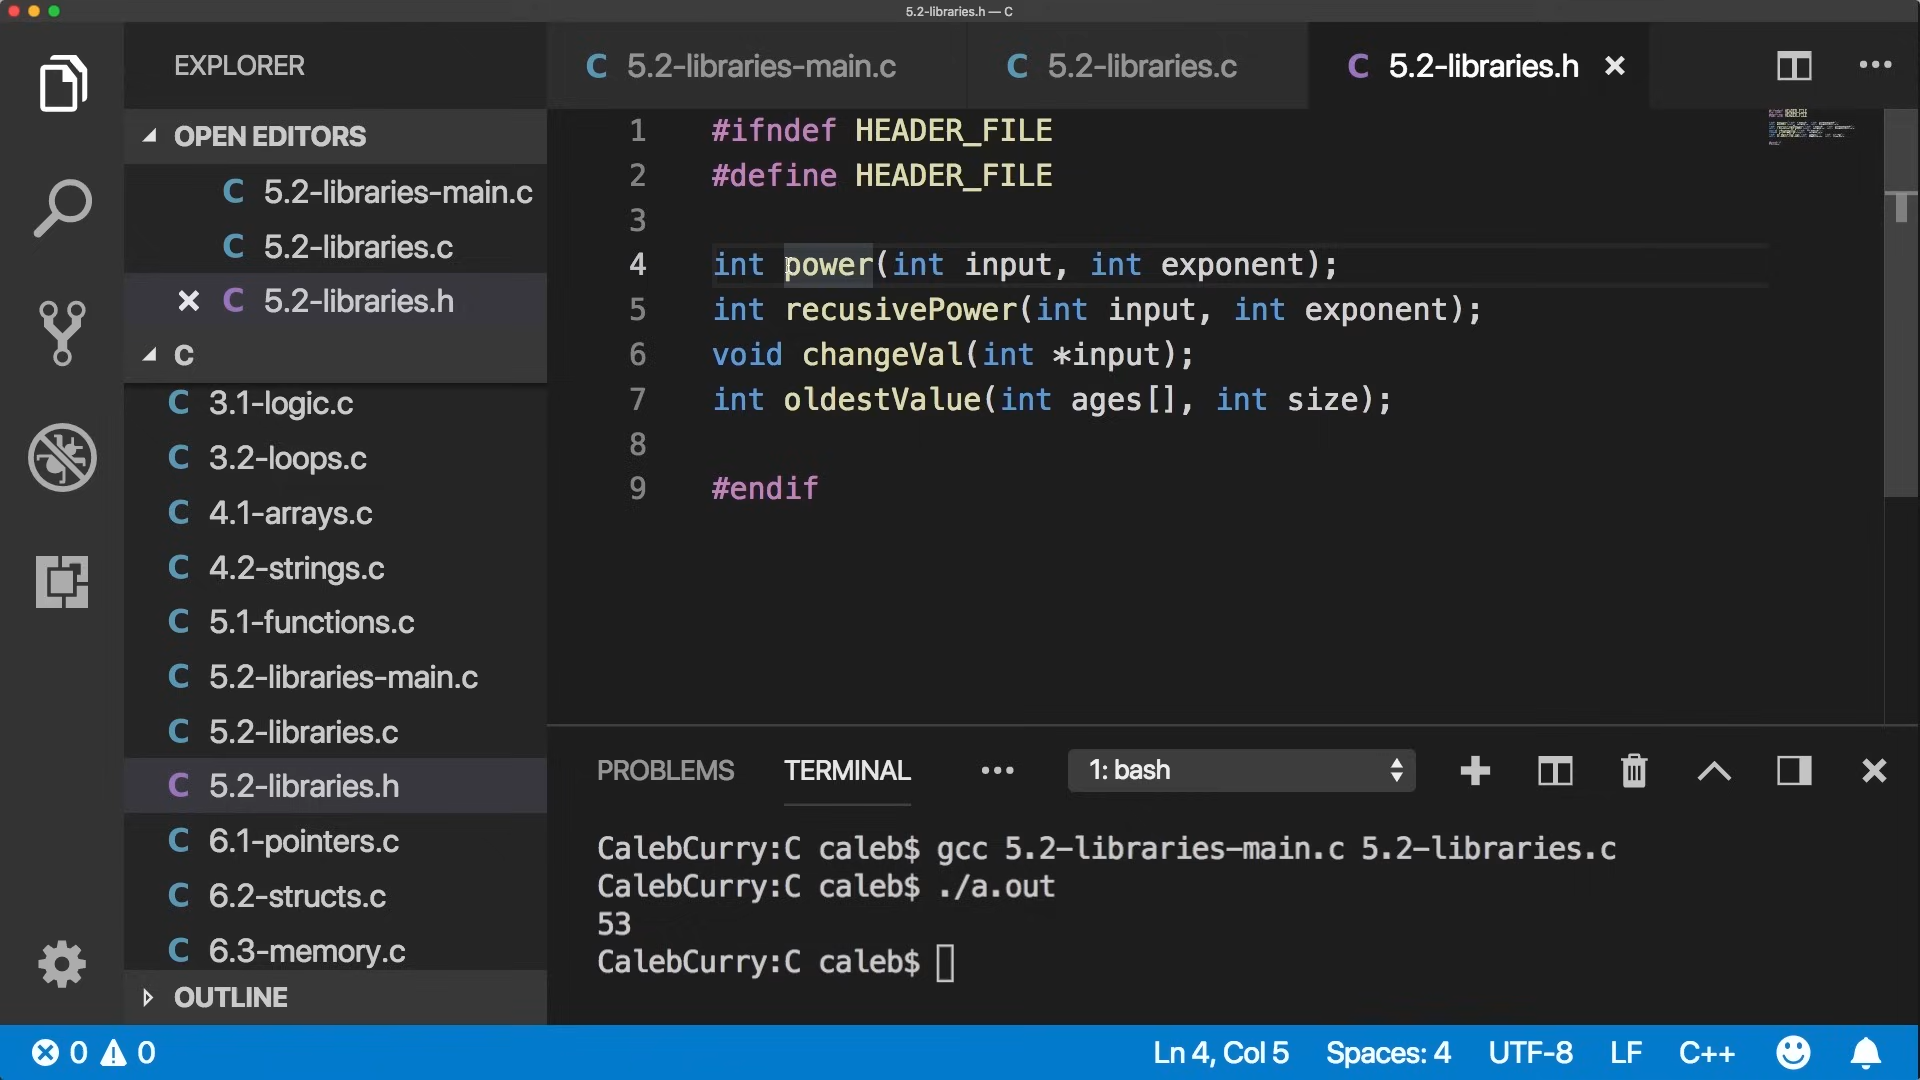 5.2-libraries.h — C
EXPLORER
OPEN EDITORS
C 5.2-libraries-main.c
C 5.2-libraries.c
C 5.2-libraries.h
C
C 3.1-logic.c
C 3.2-loops.c
C 4.1-arrays.c
C 4.2-strings.c
C 5.1-functions.c
C 5.2-libraries-main.c
C 5.2-libraries.c
C 5.2-libraries.h
C 6.1-pointers.c
C 6.2-structs.c
C 6.3-memory.c
OUTLINE
C 5.2-libraries-main.c C 5.2-libraries.c C 5.2-libraries.h
1 #ifndef HEADER_FILE
2 #define HEADER_FILE
3
4 int power(int input, int exponent);
5 int recusivePower(int input, int exponent);
6 void changeVal(int *input);
7 int oldestValue(int ages[], int size);
8
9 #endif
PROBLEMS TERMINAL ••• 1: bash
CalebCurry:C caleb$ gcc 5.2-libraries-main.c 5.2-libraries.c
CalebCurry:C caleb$ ./a.out
53
CalebCurry:C caleb$
0 0 Ln 4, Col 5 Spaces: 4 UTF-8 LF C++